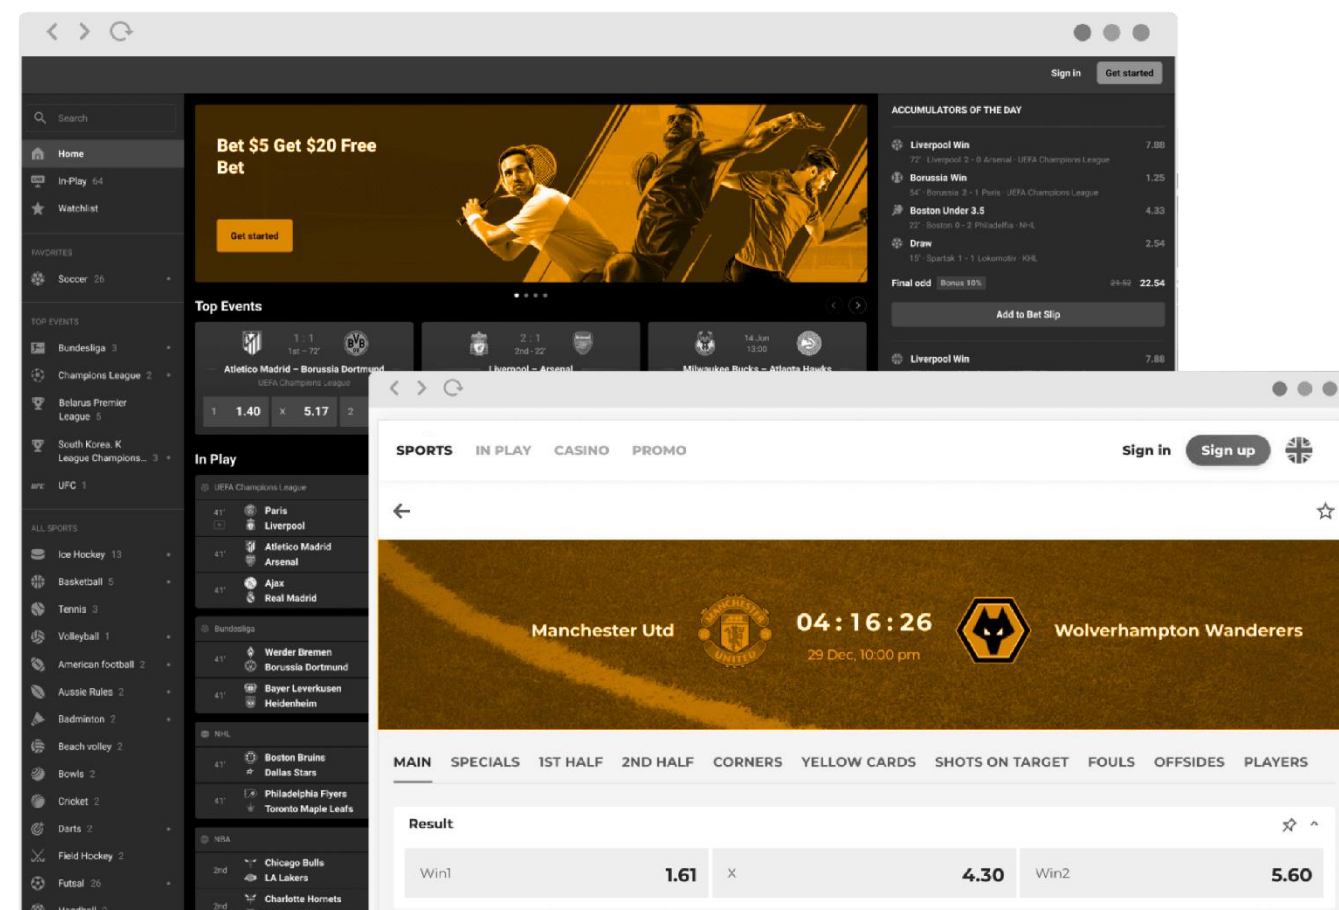 Sign in
Get started
Search
Home
In-Play 64
Watchlist
FAVORITES
Soccer 26
TOP EVENTS
Bundesliga 3
Champions League 2
Belarus Premier
League 5
South Korea. K
League Champions... 3
UFC UFC 1
ALL SPORTS
Ice Hockey 13
Basketball 5
Tennis 3
Volleyball 1
American football 2
Aussie Rules 2
Badminton 2
Beach volley 2
Bowls 2
Cricket 2
Darts 2
Field Hockey 2
Futsal 26
Bet $5 Get $20 Free
Bet
Get started
Top Events
1 : 1
1st – 72'
Atletico Madrid – Borussia Dortmund
UEFA Champions League
1 1.40 X 5.17 2
2 : 1
2nd - 22'
Liverpool – Arsenal
14 Jun
13:00
Milwaukee Bucks – Atlanta Hawks
In Play
UEFA Champions League
41' Paris
Liverpool
41' Atletico Madrid
Arsenal
41' Ajax
Real Madrid
Bundesliga
41' Werder Bremen
Borussia Dortmund
41' Bayer Leverkusen
Heidenheim
NHL
41' Boston Bruins
Dallas Stars
41' Philadelphia Flyers
Toronto Maple Leafs
NBA
2nd Chicago Bulls
LA Lakers
2nd Charlotte Hornets
ACCUMULATORS OF THE DAY
Liverpool Win 7.88
72' · Liverpool 2 - 0 Arsenal · UEFA Champions League
Borussia Win 1.25
54' · Borussia 2 - 1 Paris · UEFA Champions League
Boston Under 3.5 4.33
22' · Boston 0 - 2 Philadelfia · NHL
Draw 2.54
15' · Spartak 1 - 1 Lokomotiv · KHL
Final odd Bonus 10% 21.52 22.54
Add to Bet Slip
Liverpool Win 7.88
SPORTS IN PLAY CASINO PROMO
Sign in Sign up
Manchester Utd
MANCHESTER
UNITED
04 : 16 : 26
29 Dec, 10:00 pm
Wolverhampton Wanderers
MAIN SPECIALS 1ST HALF 2ND HALF CORNERS YELLOW CARDS SHOTS ON TARGET FOULS OFFSIDES PLAYERS
Result
Win1 1.61 X 4.30 Win2 5.60